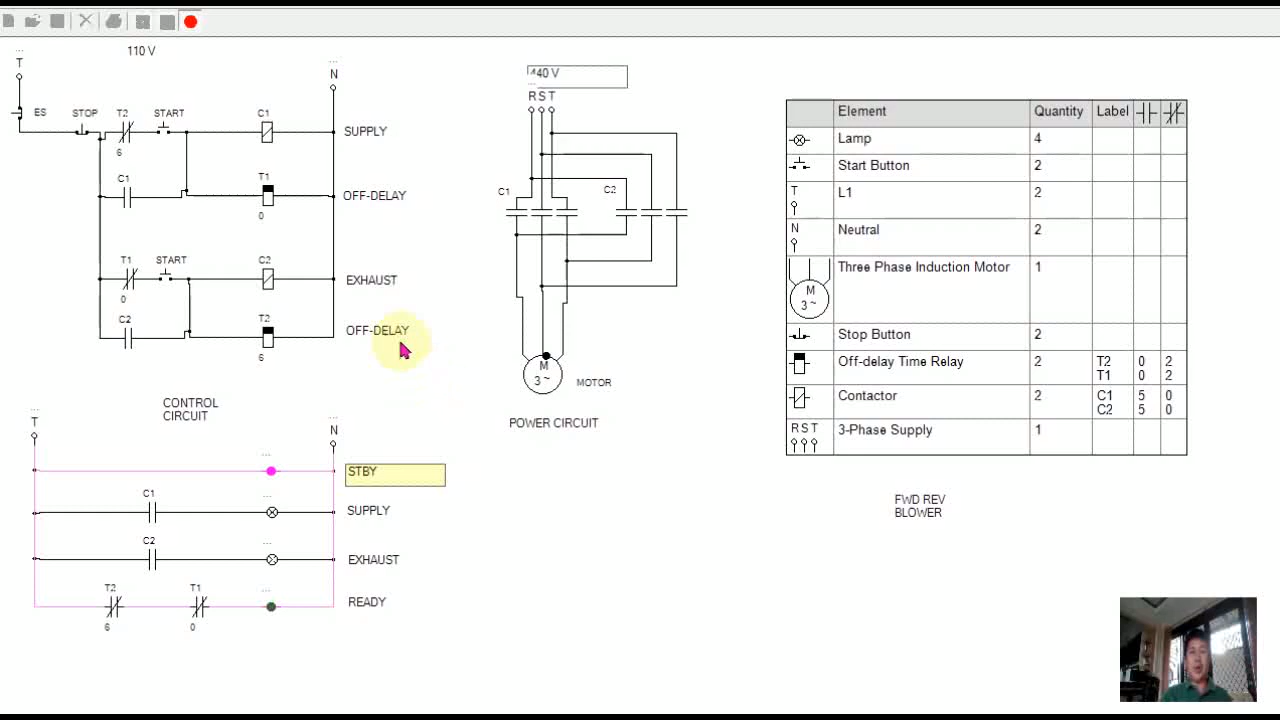 110 V
T
N
ES
STOP
T2
START
C1
SUPPLY
6
C1
T1
OFF-DELAY
0
T1
START
C2
EXHAUST
0
C2
T2
OFF-DELAY
6
CONTROL
CIRCUIT
T
N
STBY
C1
SUPPLY
C2
EXHAUST
T2
T1
READY
6
0
440 V
R S T
C1
C2
M
3 ~
MOTOR
POWER CIRCUIT
Element Quantity Label
Lamp 4
Start Button 2
T L1 2
N Neutral 2
Three Phase Induction Motor 1
M
3 ~
Stop Button 2
Off-delay Time Relay 2 T2 0 2
T1 0 2
Contactor 2 C1 5 0
C2 5 0
R S T 3-Phase Supply 1
FWD REV
BLOWER